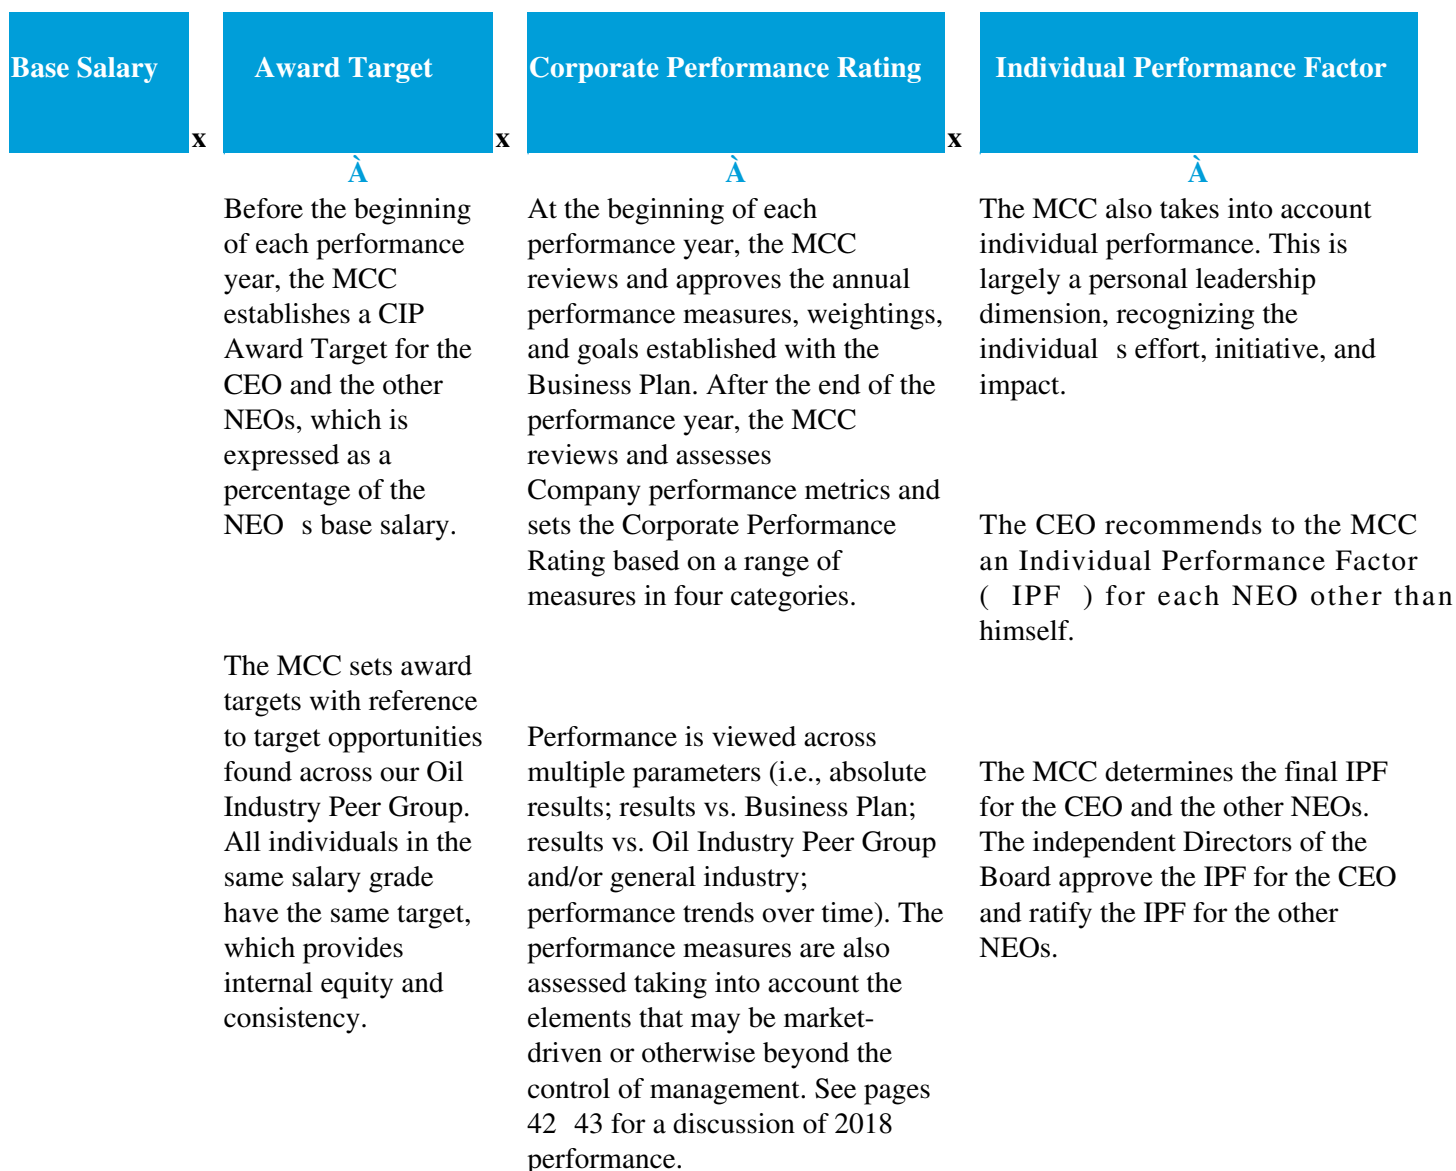 Base Salary
Award Target
Corporate Performance Rating
Individual Performance Factor
x
x
x
À
À
À
Before the beginning
of each performance
year, the MCC
establishes a CIP
Award Target for the
CEO and the other
NEOs, which is
expressed as a
percentage of the
NEO s base salary.
The MCC sets award
targets with reference
to target opportunities
found across our Oil
Industry Peer Group.
All individuals in the
same salary grade
have the same target,
which provides
internal equity and
consistency.
At the beginning of each
performance year, the MCC
reviews and approves the annual
performance measures, weightings,
and goals established with the
Business Plan. After the end of the
performance year, the MCC
reviews and assesses
Company performance metrics and
sets the Corporate Performance
Rating based on a range of
measures in four categories.
Performance is viewed across
multiple parameters (i.e., absolute
results; results vs. Business Plan;
results vs. Oil Industry Peer Group
and/or general industry;
performance trends over time). The
performance measures are also
assessed taking into account the
elements that may be market-
driven or otherwise beyond the
control of management. See pages
42 43 for a discussion of 2018
performance.
The MCC also takes into account
individual performance. This is
largely a personal leadership
dimension, recognizing the
individual s effort, initiative, and
impact.
The CEO recommends to the MCC
an Individual Performance Factor
( IPF ) for each NEO other than
himself.
The MCC determines the final IPF
for the CEO and the other NEOs.
The independent Directors of the
Board approve the IPF for the CEO
and ratify the IPF for the other
NEOs.